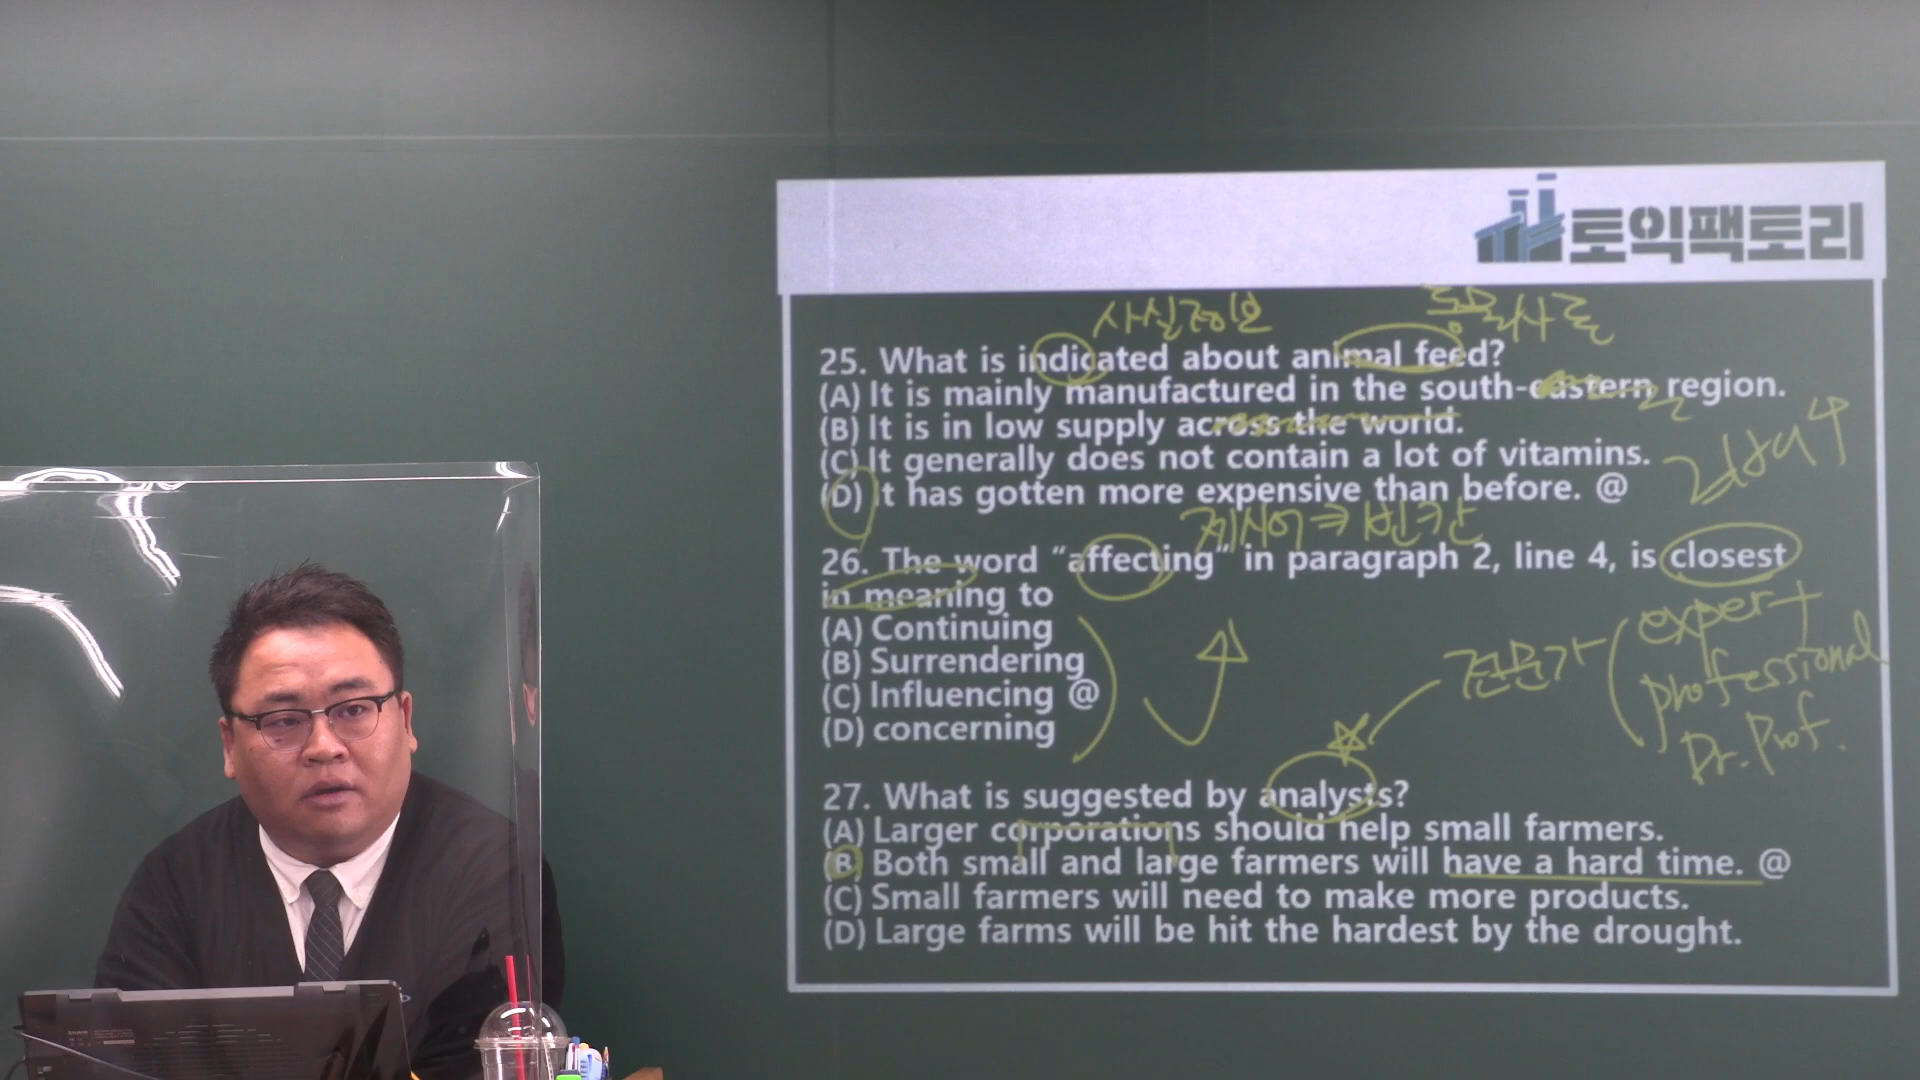 토익팩토리
사실정보
동물사료
25. What is indicated about animal feed?
(A) It is mainly manufactured in the south-eastern region.
(B) It is in low supply across the world.
(C) It generally does not contain a lot of vitamins.
(D) It has gotten more expensive than before. @
제시어 ⇒ 빈칸
26. The word “affecting” in paragraph 2, line 4, is closest
in meaning to
(A) Continuing
(B) Surrendering
(C) Influencing @
(D) concerning
전문가
expert
professional
Dr. Prof.
27. What is suggested by analysts?
(A) Larger corporations should help small farmers.
(B) Both small and large farmers will have a hard time. @
(C) Small farmers will need to make more products.
(D) Large farms will be hit the hardest by the drought.